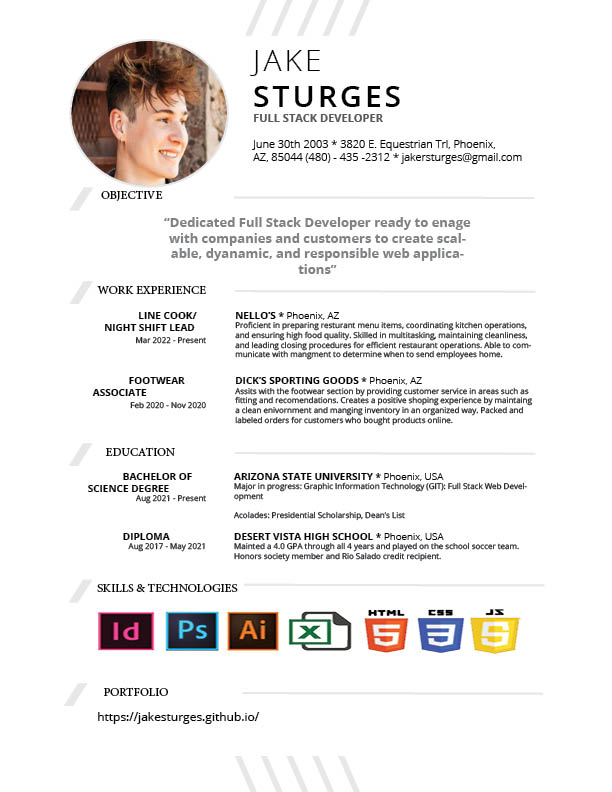 JAKE
STURGES
FULL STACK DEVELOPER
June 30th 2003 * 3820 E. Equestrian Trl, Phoenix,
AZ, 85044 (480) - 435 -2312 * jakersturges@gmail.com
OBJECTIVE
“Dedicated Full Stack Developer ready to enage
with companies and customers to create scal-
able, dyanamic, and responsible web applica-
tions”
WORK EXPERIENCE
LINE COOK/
NIGHT SHIFT LEAD
Mar 2022 - Present
NELLO'S * Phoenix, AZ
Proficient in preparing resturant menu items, coordinating kitchen operations,
and ensuring high food quality. Skilled in multitasking, maintaining cleanliness,
and leading closing procedures for efficient restaurant operations. Able to com-
municate with mangment to determine when to send employees home.
FOOTWEAR
ASSOCIATE
Feb 2020 - Nov 2020
DICK'S SPORTING GOODS * Phoenix, AZ
Assits with the footwear section by providing customer service in areas such as
fitting and recomendations. Creates a positive shoping experience by maintaing
a clean enivornment and manging inventory in an organized way. Packed and
labeled orders for customers who bought products online.
EDUCATION
BACHELOR OF
SCIENCE DEGREE
Aug 2021 - Present
ARIZONA STATE UNIVERSITY * Phoenix, USA
Major in progress: Graphic Information Technology (GIT): Full Stack Web Devel-
opment
Acolades: Presidential Scholarship, Dean's List
DIPLOMA
Aug 2017 - May 2021
DESERT VISTA HIGH SCHOOL * Phoenix, USA
Mainted a 4.0 GPA through all 4 years and played on the school soccer team.
Honors society member and Rio Salado credit recipient.
SKILLS & TECHNOLOGIES
Id Ps Ai X HTML 5 CSS 3 JS 5
PORTFOLIO
https://jakesturges.github.io/